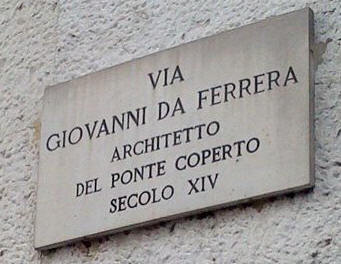 VIA
GIOVANNI DA FERRERA
ARCHITETTO
DEL PONTE COPERTO
SECOLO XIV